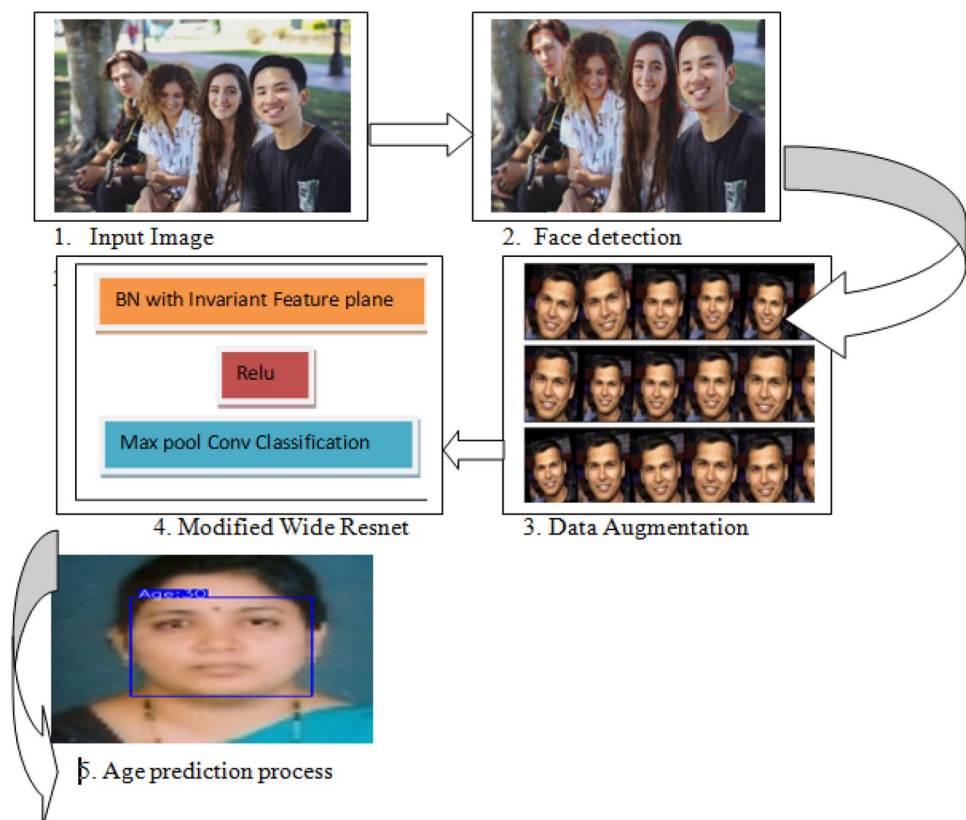 1. Input Image
2. Face detection
BN with Invariant Feature plane
Relu
Max pool Conv Classification
4. Modified Wide Resnet
3. Data Augmentation
Age:30
5. Age prediction process